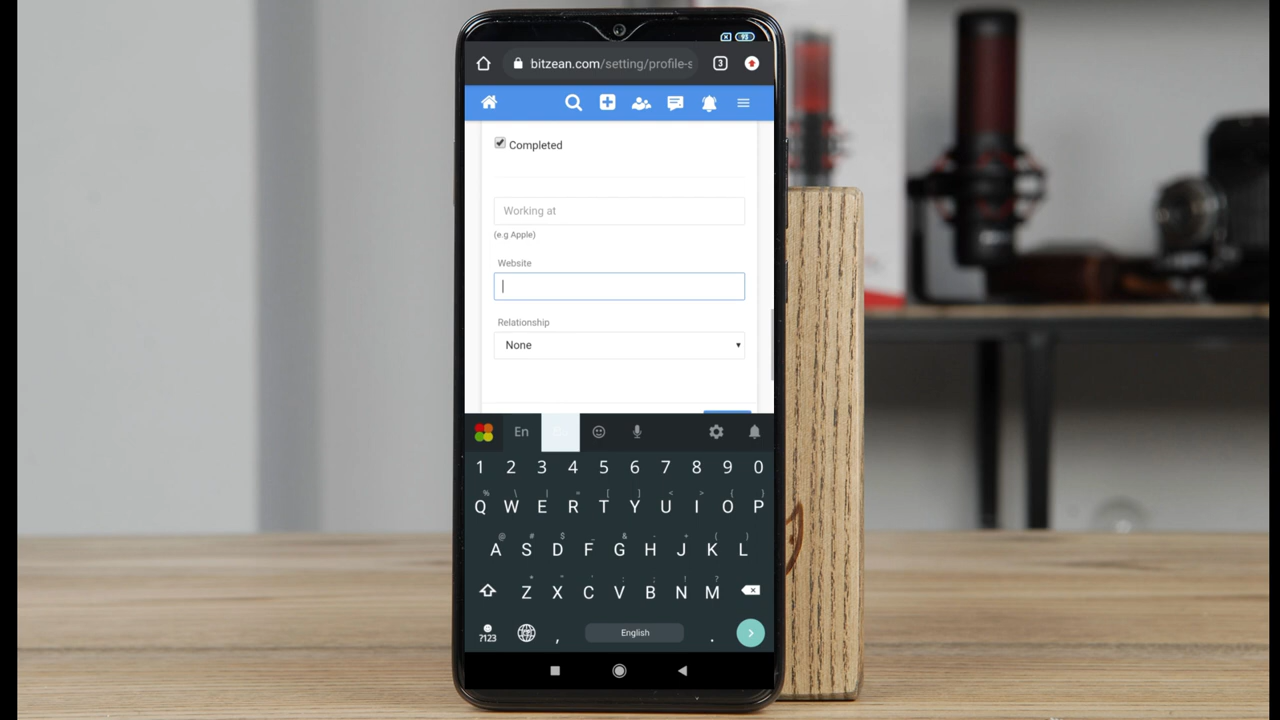 93
bitzean.com/setting/profile-s
3
Completed
Working at
(e.g Apple)
Website
Relationship
None
En
1 2 3 4 5 6 7 8 9 0
% \ | = [ ] < > { }
Q W E R T Y U I O P
@ # $ _ & - + ( )
A S D F G H J K L
* " ' : ; ! ?
Z X C V B N M
?123 , English .